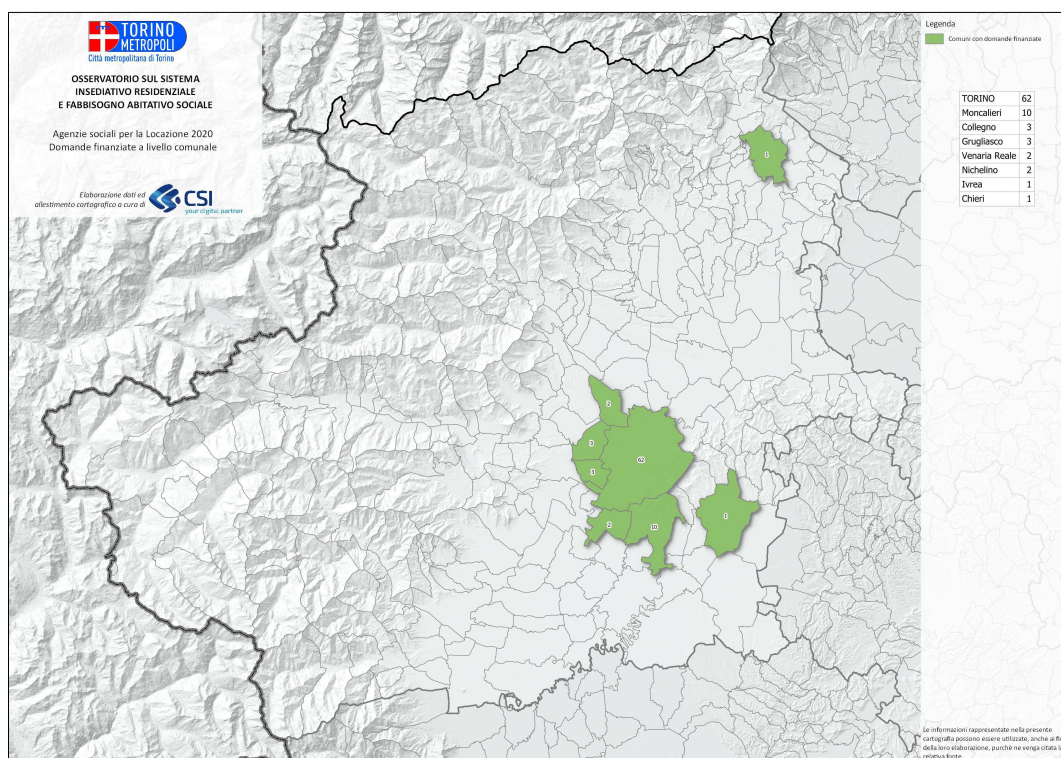 TORINO
METROPOLI
Città metropolitana di Torino
OSSERVATORIO SUL SISTEMA
INSEDIATIVO RESIDENZIALE
E FABBISOGNO ABITATIVO SOCIALE
Agenzie sociali per la Locazione 2020
Domande finanziate a livello comunale
Elaborazione dati ed
allestimento cartografico a cura di
CSI
your digital partner
Legenda
Comuni con domande finanziate
TORINO 62
Moncalieri 10
Collegno 3
Grugliasco 3
Venaria Reale 2
Nichelino 2
Ivrea 1
Chieri 1
1
2
3
62
3
1
2
10
Le informazioni rappresentate nella presente
cartografia possono essere utilizzate, anche ai fi
della loro elaborazione, purchè ne venga citata l
relativa fonte